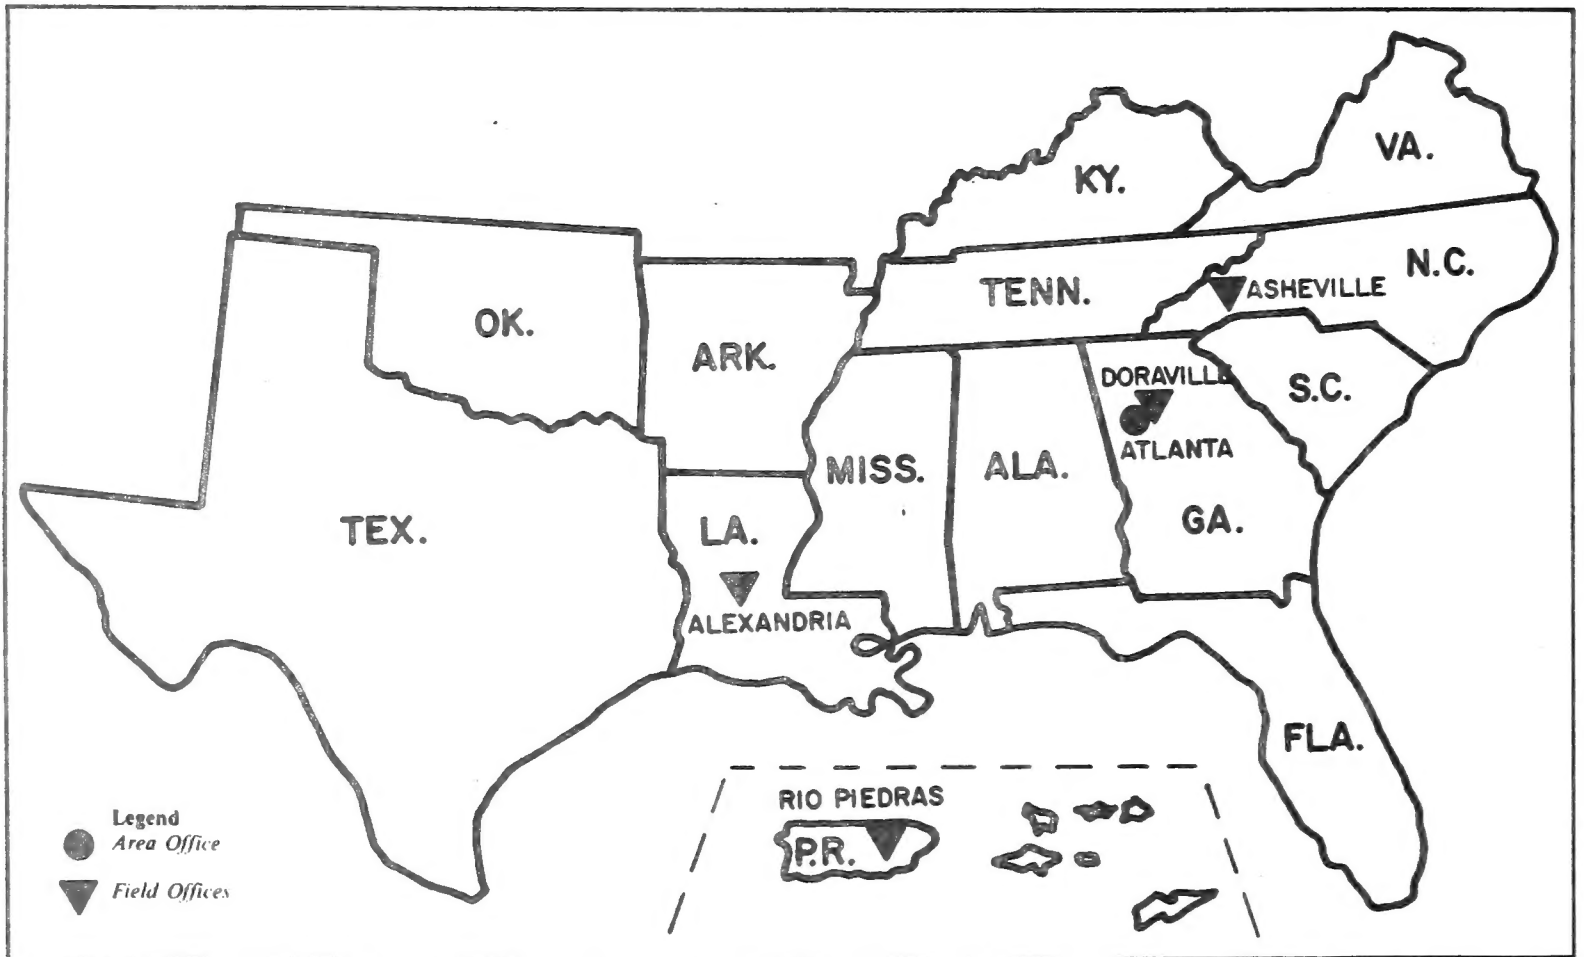 VA.
KY.
N.C.
TENN.
ASHEVILLE
OK.
ARK.
DORAVILLE
S.C.
ATLANTA
MISS.
ALA.
TEX.
LA.
GA.
ALEXANDRIA
FLA.
RIO PIEDRAS
P.R.
Legend
Area Office
Field Offices